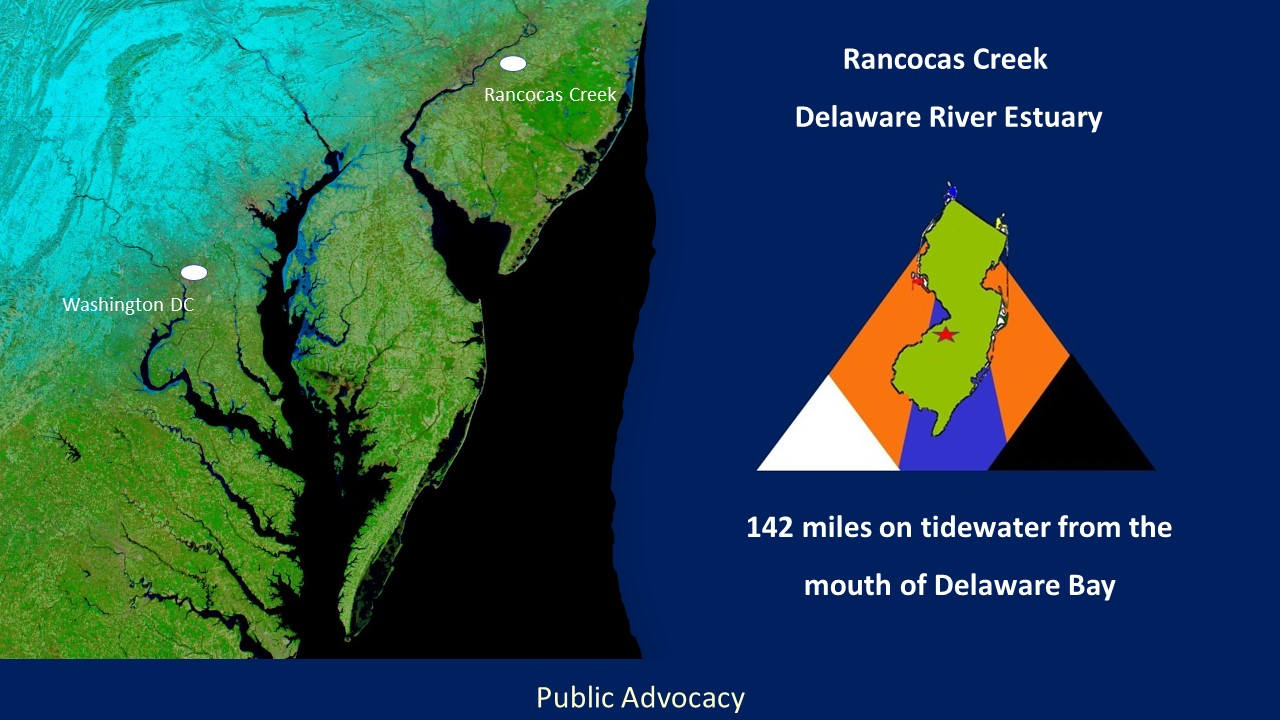 Rancocas Creek
Washington DC
Rancocas Creek
Delaware River Estuary
142 miles on tidewater from the
mouth of Delaware Bay
Public Advocacy